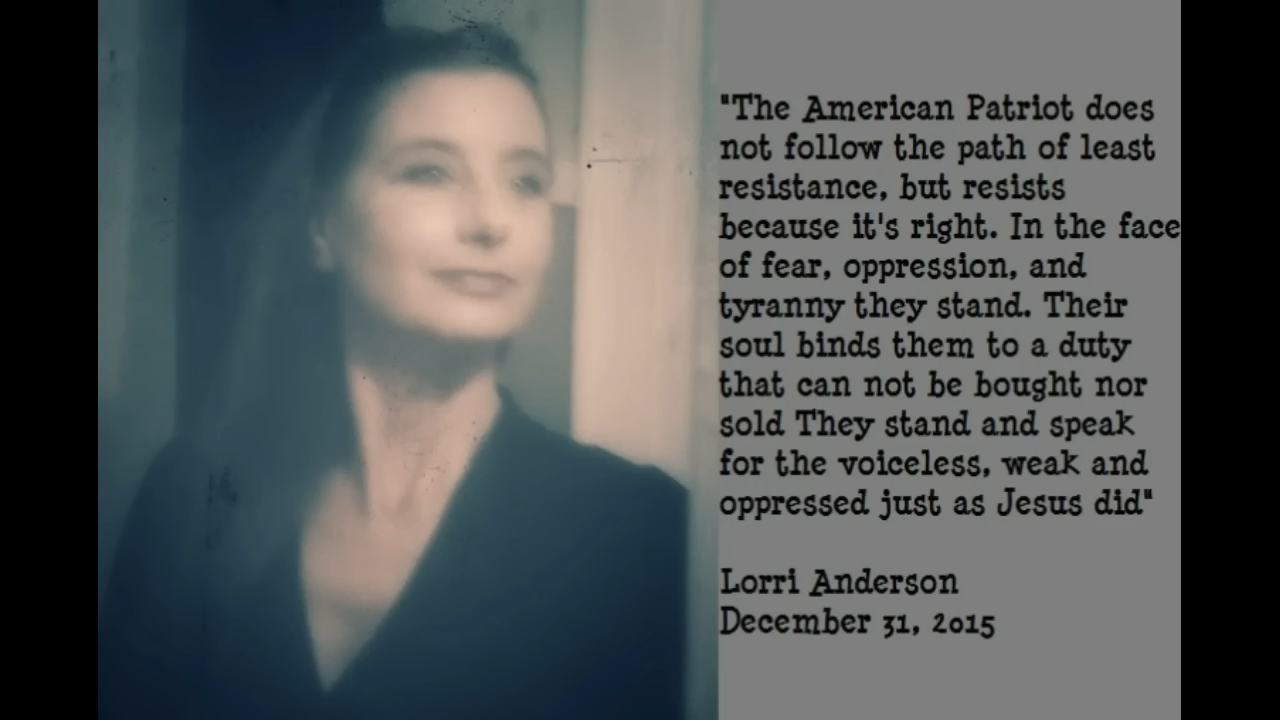 "The American Patriot does
not follow the path of least
resistance, but resists
because it's right. In the face
of fear, oppression, and
tyranny they stand. Their
soul binds them to a duty
that can not be bought nor
sold They stand and speak
for the voiceless, weak and
oppressed just as Jesus did"
Lorri Anderson
December 31, 2015